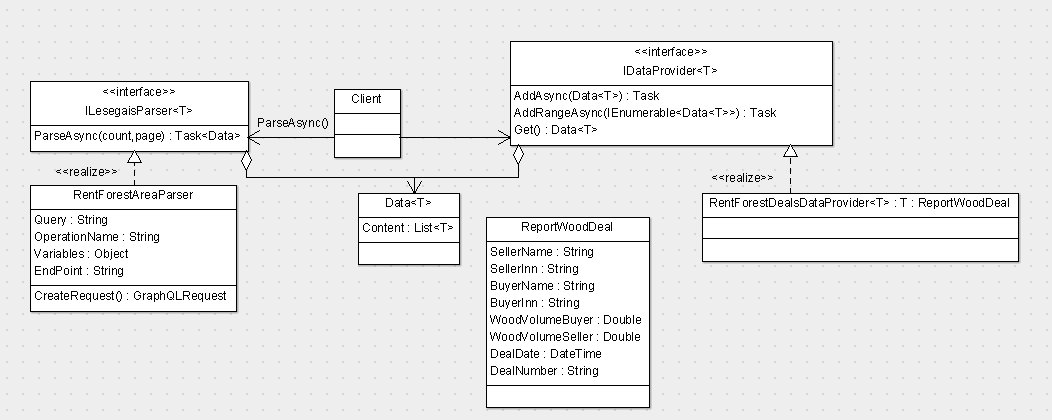 <<interface>>
ILesegaisParser<T>
ParseAsync(count,page) : Task<Data>
<<realize>>
RentForestAreaParser
Query : String
OperationName : String
Variables : Object
EndPoint : String
CreateRequest() : GraphQLRequest
ParseAsync()
Client
Data<T>
Content : List<T>
<<interface>>
IDataProvider<T>
AddAsync(Data<T>) : Task
AddRangeAsync(IEnumerable<Data<T>>) : Task
Get() : Data<T>
<<realize>>
RentForestDealsDataProvider<T> : T : ReportWoodDeal
ReportWoodDeal
SellerName : String
SellerInn : String
BuyerName : String
BuyerInn : String
WoodVolumeBuyer : Double
WoodVolumeSeller : Double
DealDate : DateTime
DealNumber : String